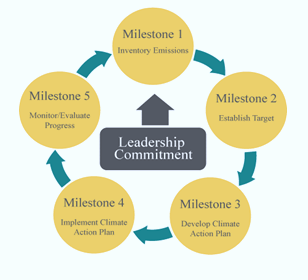 Milestone 1
Inventory Emissions
Milestone 2
Establish Target
Milestone 3
Develop Climate
Action Plan
Milestone 4
Implement Climate
Action Plan
Milestone 5
Monitor/Evaluate
Progress
Leadership
Commitment